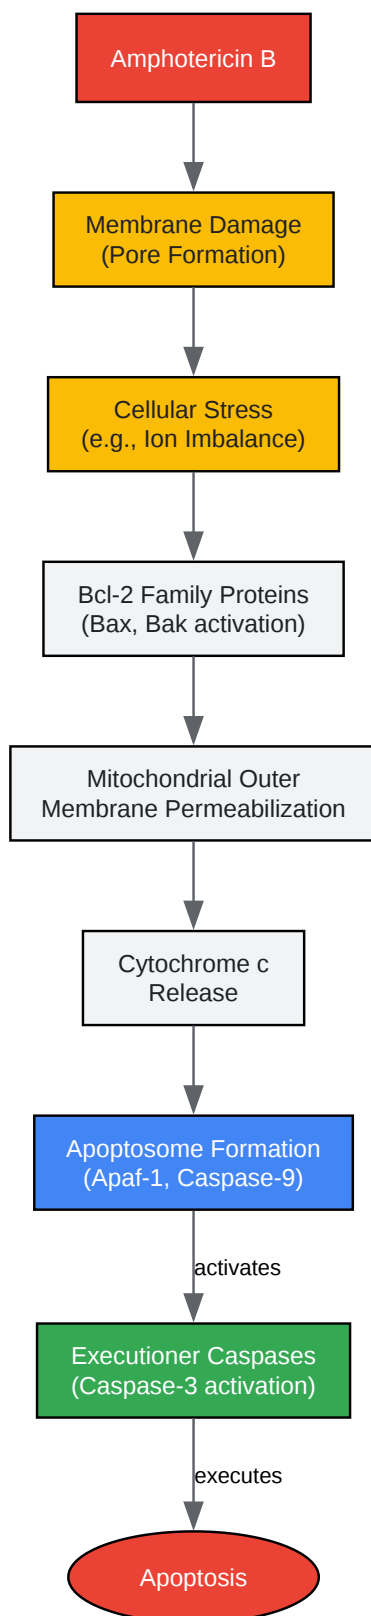 Amphotericin B
Membrane Damage
(Pore Formation)
Cellular Stress
(e.g., Ion Imbalance)
Bcl-2 Family Proteins
(Bax, Bak activation)
Mitochondrial Outer
Membrane Permeabilization
Cytochrome c
Release
Apoptosome Formation
(Apaf-1, Caspase-9)
activates
Executioner Caspases
(Caspase-3 activation)
executes
Apoptosis